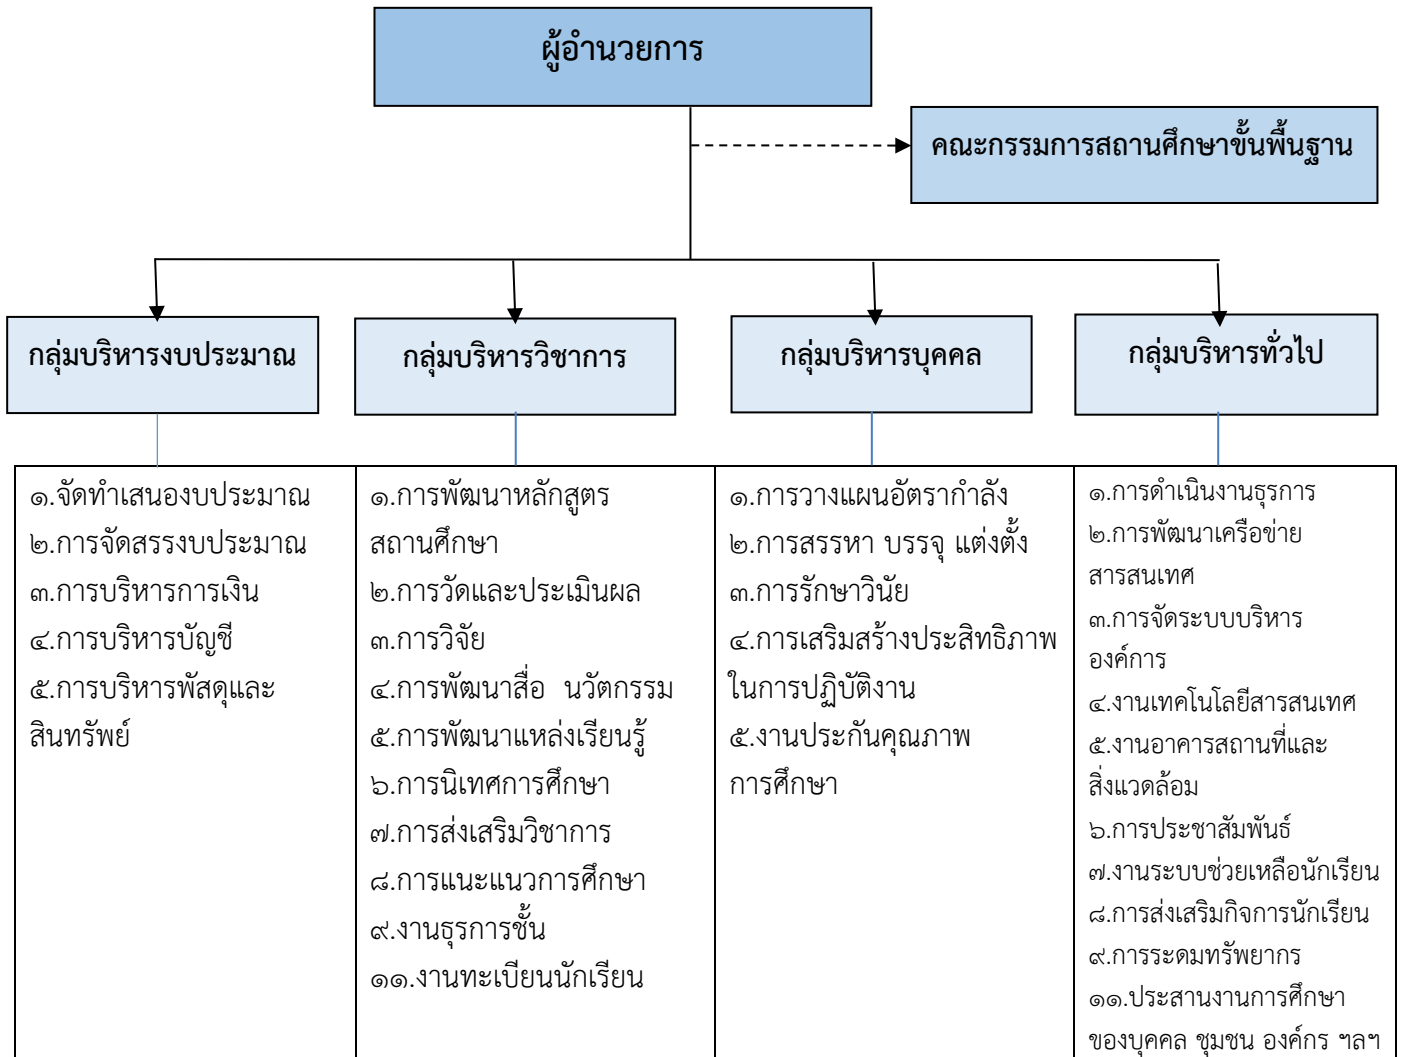 ผู้อำนวยการ
คณะกรรมการสถานศึกษาขั้นพื้นฐาน
กลุ่มบริหารงบประมาณ
กลุ่มบริหารวิชาการ
กลุ่มบริหารบุคคล
กลุ่มบริหารทั่วไป
๑.จัดทำเสนองบประมาณ
๒.การจัดสรรงบประมาณ
๓.การบริหารการเงิน
๔.การบริหารบัญชี
๕.การบริหารพัสดุและ
สินทรัพย์
๑.การพัฒนาหลักสูตร
สถานศึกษา
๒.การวัดและประเมินผล
๓.การวิจัย
๔.การพัฒนาสื่อ นวัตกรรม
๕.การพัฒนาแหล่งเรียนรู้
๖.การนิเทศการศึกษา
๗.การส่งเสริมวิชาการ
๘.การแนะแนวการศึกษา
๙.งานธุรการชั้น
๑๑.งานทะเบียนนักเรียน
๑.การวางแผนอัตรากำลัง
๒.การสรรหา บรรจุ แต่งตั้ง
๓.การรักษาวินัย
๔.การเสริมสร้างประสิทธิภาพ
ในการปฏิบัติงาน
๕.งานประกันคุณภาพ
การศึกษา
๑.การดำเนินงานธุรการ
๒.การพัฒนาเครือข่าย
สารสนเทศ
๓.การจัดระบบบริหาร
องค์การ
๔.งานเทคโนโลยีสารสนเทศ
๕.งานอาคารสถานที่และ
สิ่งแวดล้อม
๖.การประชาสัมพันธ์
๗.งานระบบช่วยเหลือนักเรียน
๘.การส่งเสริมกิจการนักเรียน
๙.การระดมทรัพยากร
๑๑.ประสานงานการศึกษา
ของบุคคล ชุมชน องค์กร ฯลฯ